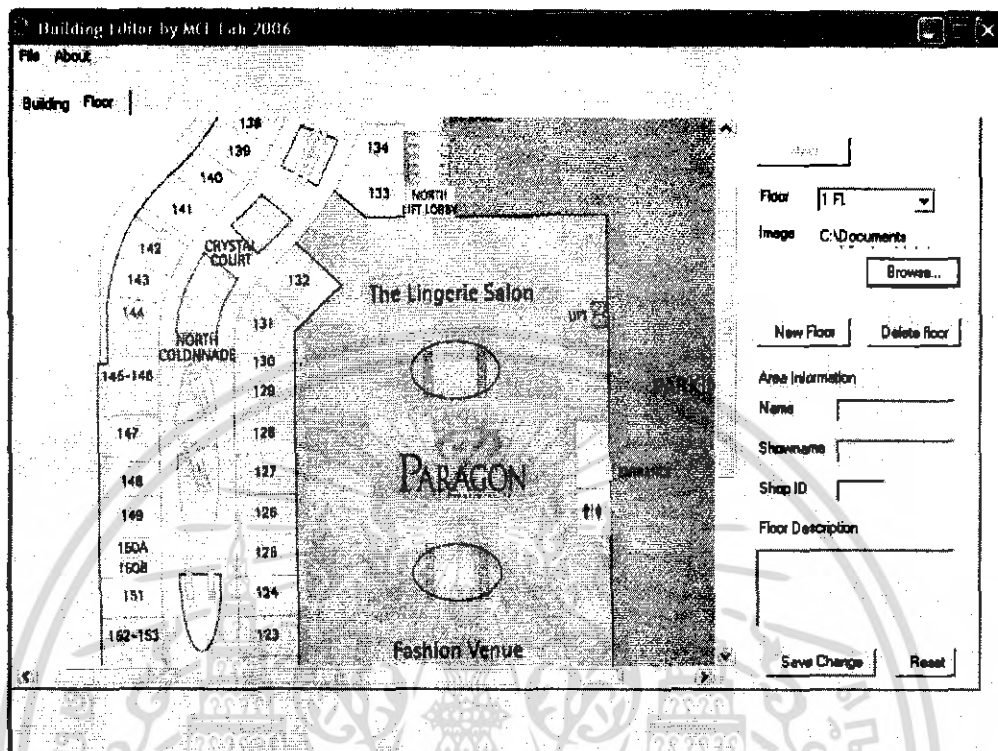 Building Editor by MCL Lab 2006
File About
Building Floor
138
139
140
141
142
143
144
145-146
147
148
149
150A
150B
151
152-153
CRYSTAL
COURT
NORTH
COLONNADE
134
133
132
131
130
129
128
127
126
125
124
123
NORTH
LIFT LOBBY
The Lingerie Salon
LIFT
PARAGON
Fashion Venue
Floor 1 Fl.
Image C:\Documents
Browse...
New Floor Delete floor
Area Information
Name
Showname
Shop ID
Floor Description
Save Change Reset